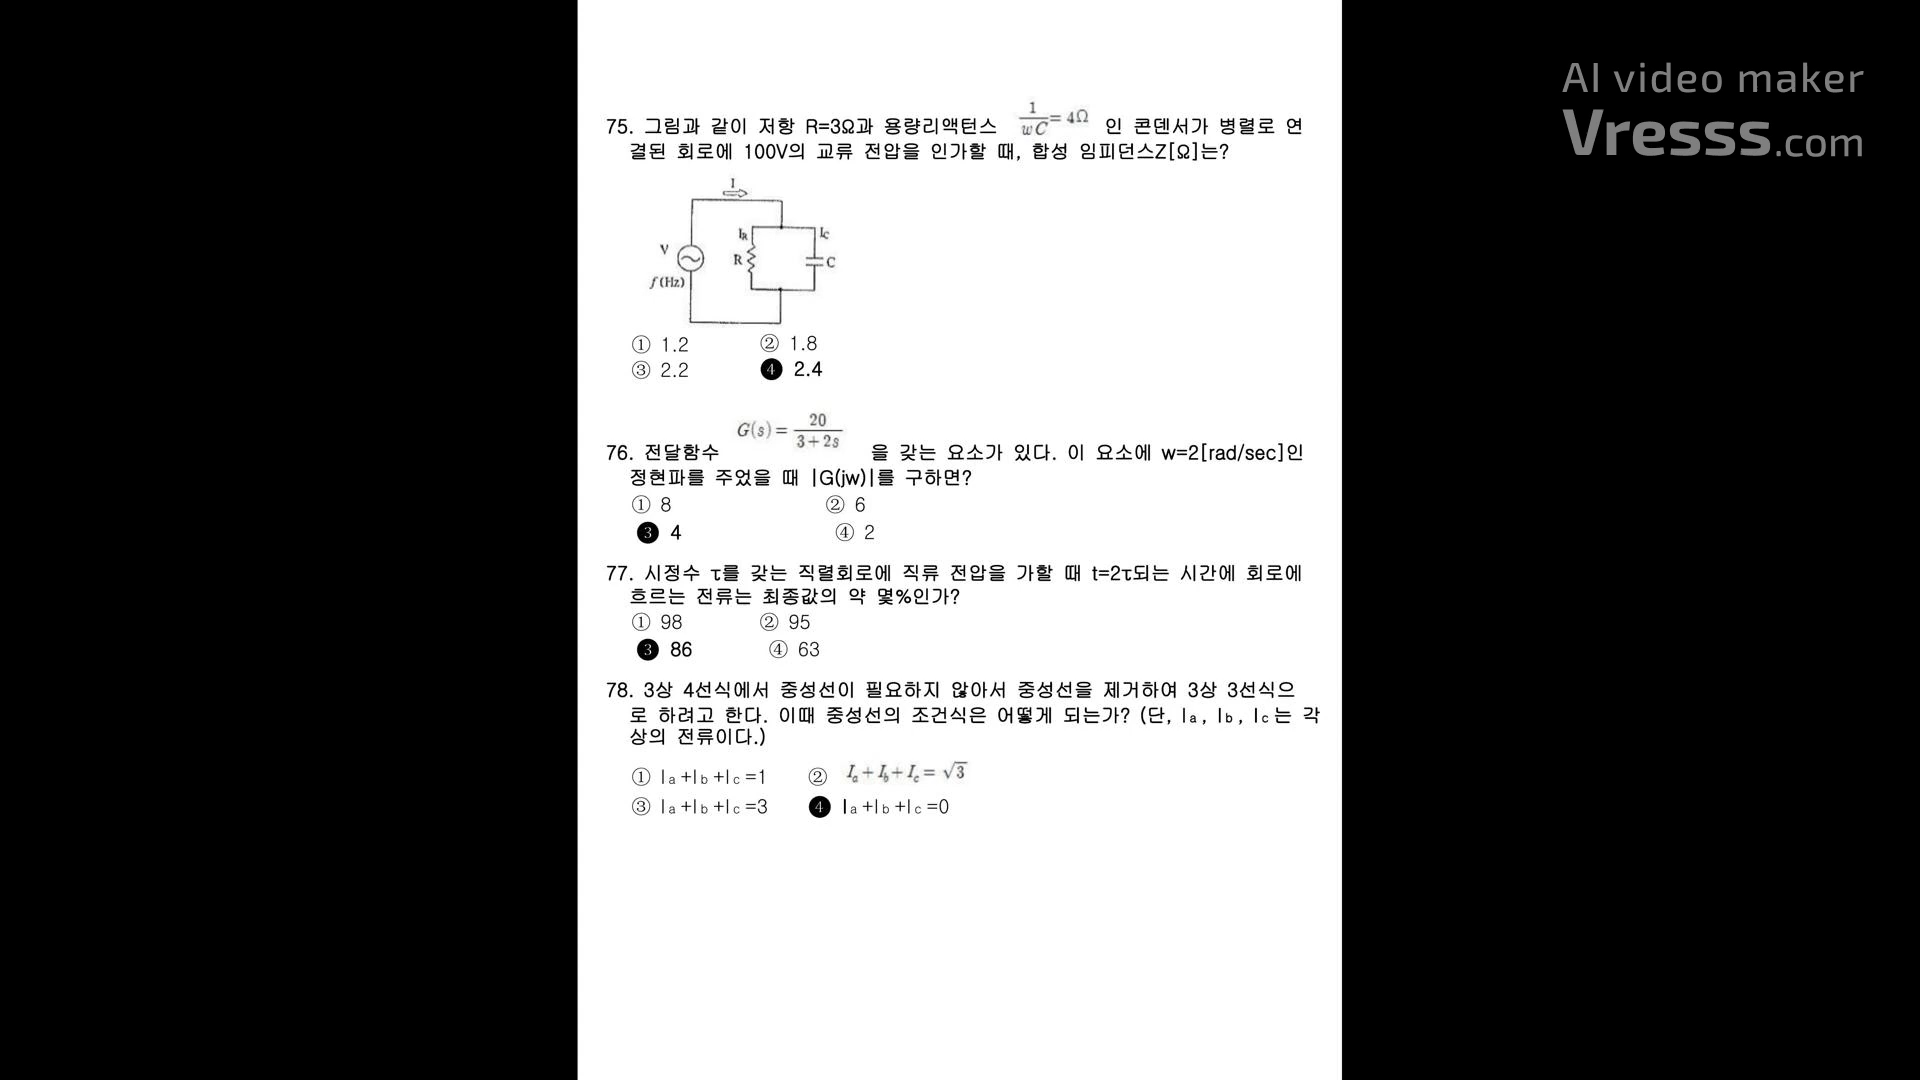 AI video maker
Vresss.com
75. 그림과 같이 저항 R=3Ω과 용량리액턴스 1/wC = 4Ω 인 콘덴서가 병렬로 연
결된 회로에 100V의 교류 전압을 인가할 때, 합성 임피던스Z[Ω]는?
I
IR
IC
V
R
C
f(Hz)
① 1.2 ② 1.8
③ 2.2 ❹ 2.4
76. 전달함수 G(s) = 20/(3+2s) 을 갖는 요소가 있다. 이 요소에 w=2[rad/sec]인
정현파를 주었을 때 |G(jw)|를 구하면?
① 8 ② 6
❸ 4 ④ 2
77. 시정수 τ를 갖는 직렬회로에 직류 전압을 가할 때 t=2τ되는 시간에 회로에
흐르는 전류는 최종값의 약 몇%인가?
① 98 ② 95
❸ 86 ④ 63
78. 3상 4선식에서 중성선이 필요하지 않아서 중성선을 제거하여 3상 3선식으
로 하려고 한다. 이때 중성선의 조건식은 어떻게 되는가? (단, Ia, Ib, Ic는 각
상의 전류이다.)
① Ia+Ib+Ic=1 ② Ia+Ib+Ic= √3
③ Ia+Ib+Ic=3 ❹ Ia+Ib+Ic=0